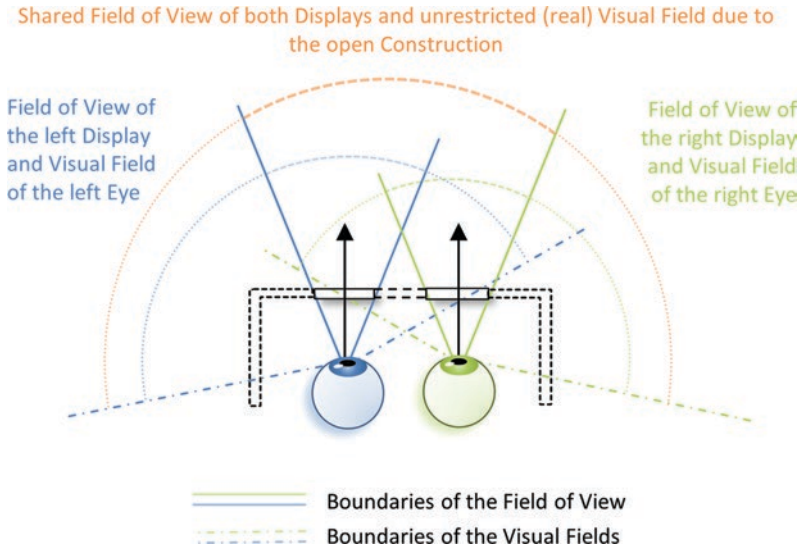 Shared Field of View of both Displays and unrestricted (real) Visual Field due to
the open Construction
Field of View of
the left Display
and Visual Field
of the left Eye
Field of View of
the right Display
and Visual Field
of the right Eye
Boundaries of the Field of View
Boundaries of the Visual Fields